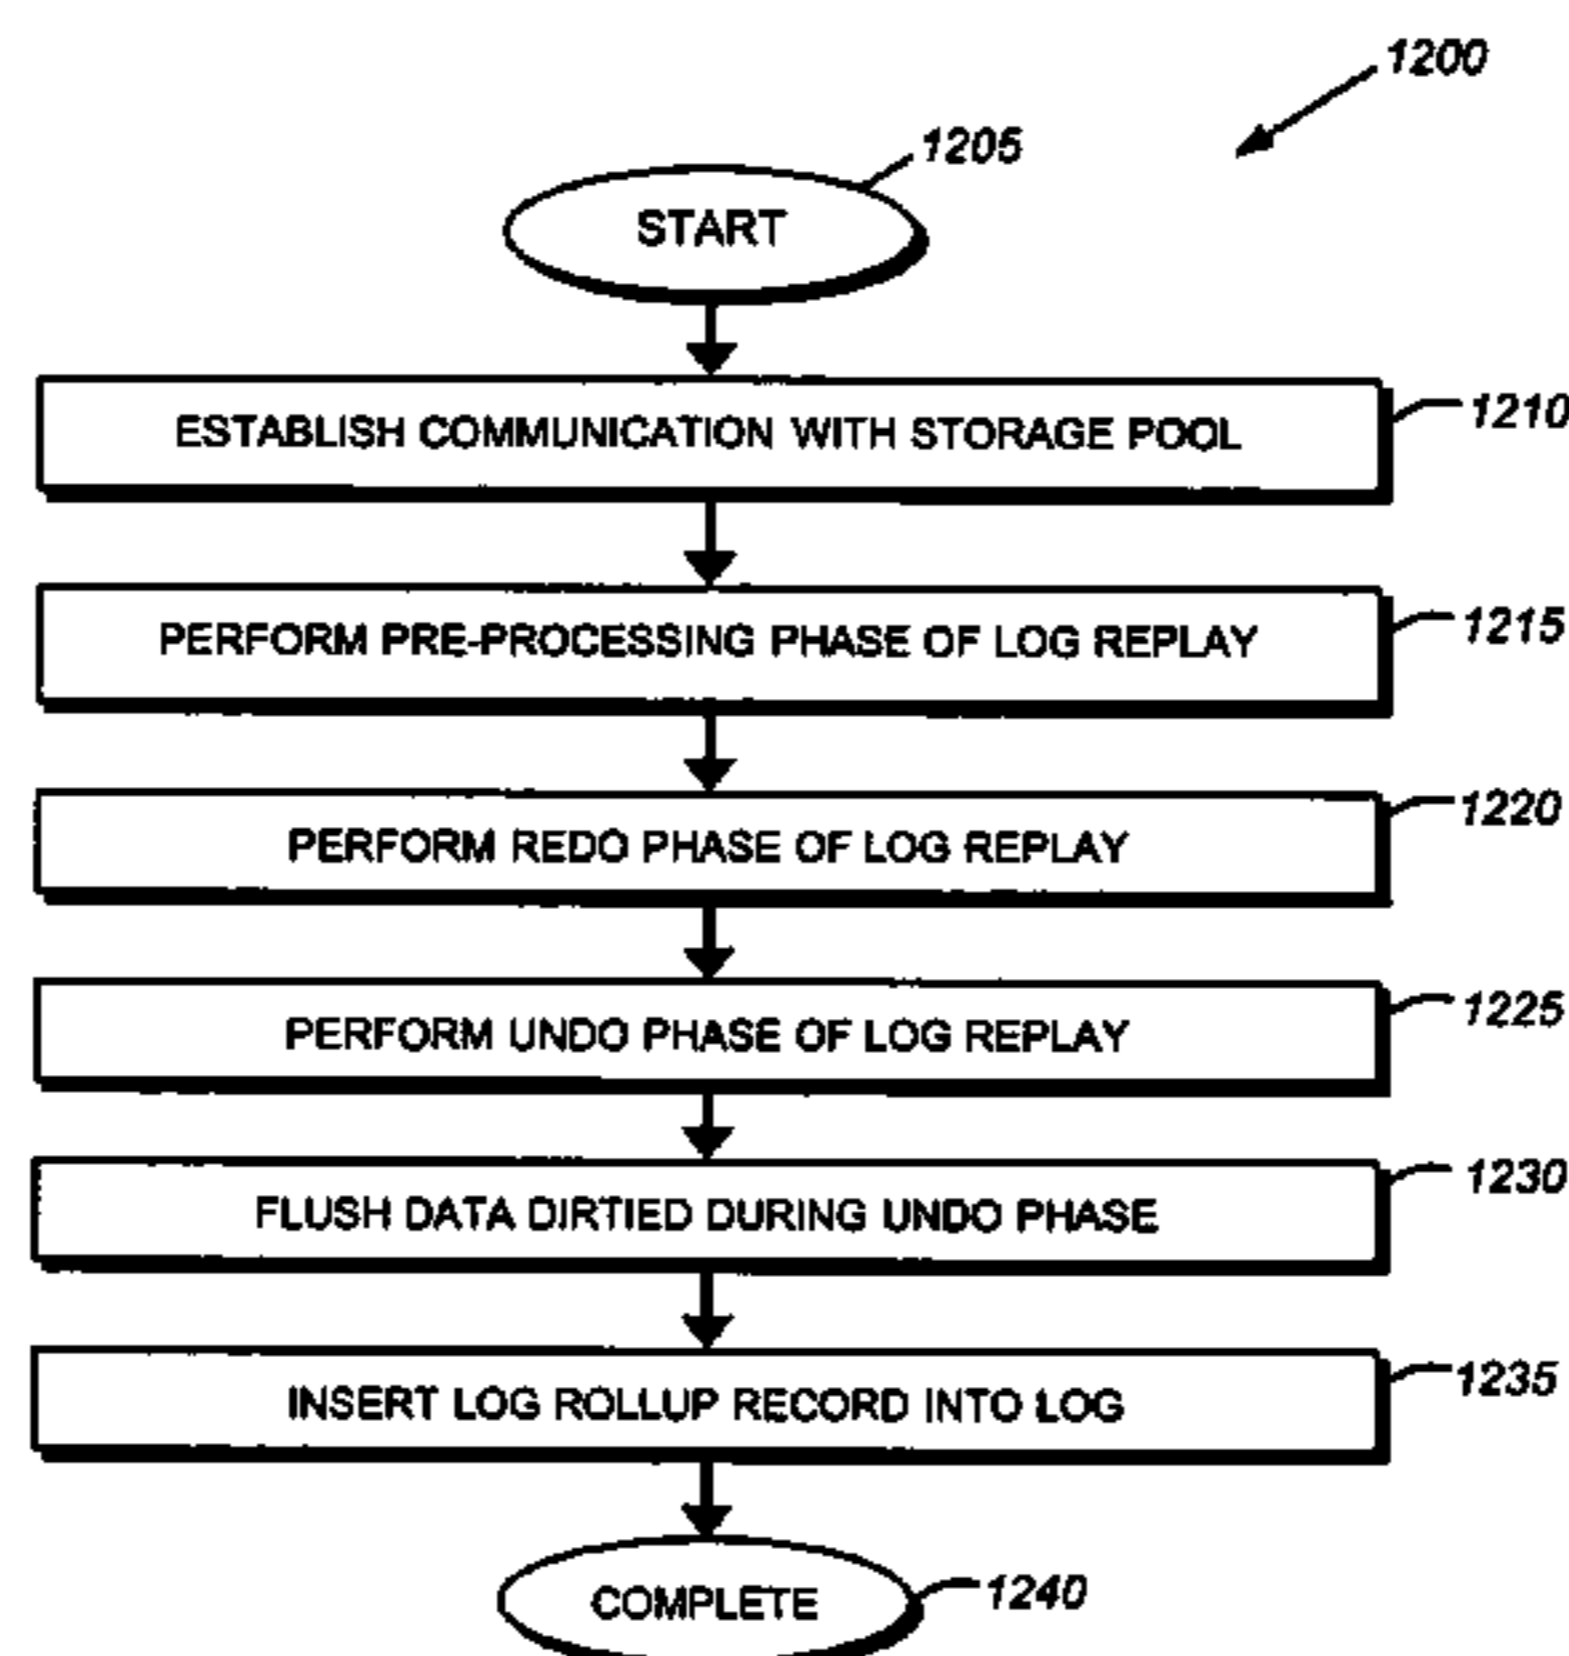 1200
1205
START
ESTABLISH COMMUNICATION WITH STORAGE POOL
1210
PERFORM PRE-PROCESSING PHASE OF LOG REPLAY
1215
PERFORM REDO PHASE OF LOG REPLAY
1220
PERFORM UNDO PHASE OF LOG REPLAY
1225
FLUSH DATA DIRTIED DURING UNDO PHASE
1230
INSERT LOG ROLLUP RECORD INTO LOG
1235
COMPLETE
1240